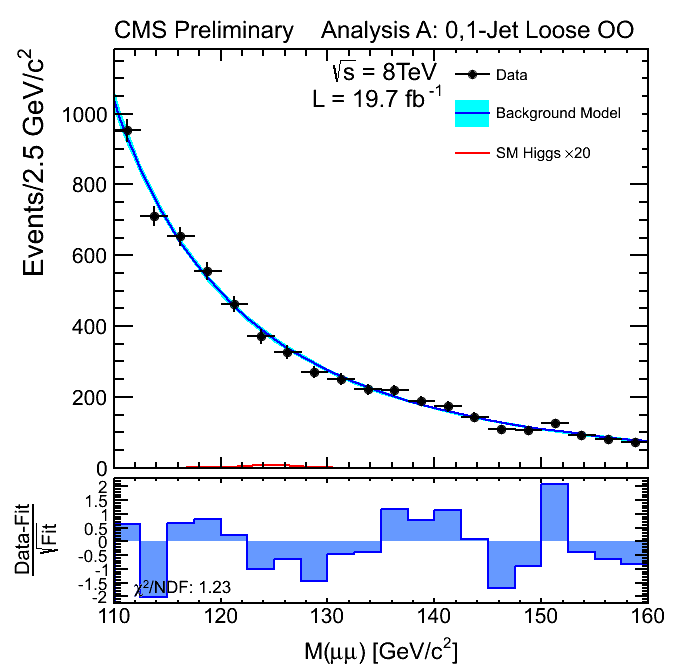 CMS Preliminary Analysis A: 0,1-Jet Loose OO
√s = 8TeV
L = 19.7 fb⁻¹
Data
Background Model
SM Higgs ×20
Events/2.5 GeV/c²
1000
800
600
400
200
0
Data-Fit
√Fit
2
1.5
1
0.5
0
-0.5
-1
-1.5
-2
χ²/NDF: 1.23
110 120 130 140 150 160
M(μμ) [GeV/c²]